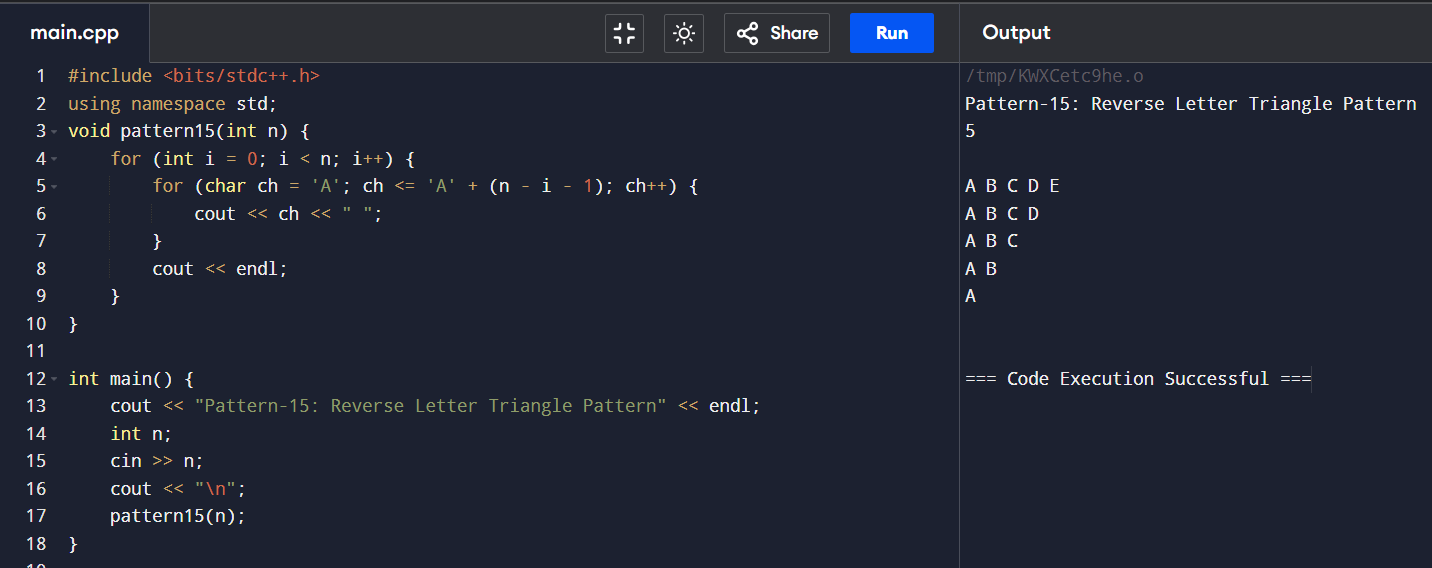 main.cpp
Share
Run
Output
1 #include <bits/stdc++.h>
2 using namespace std;
3 void pattern15(int n) {
4     for (int i = 0; i < n; i++) {
5         for (char ch = 'A'; ch <= 'A' + (n - i - 1); ch++) {
6             cout << ch << " ";
7         }
8         cout << endl;
9     }
10 }
11
12 int main() {
13     cout << "Pattern-15: Reverse Letter Triangle Pattern" << endl;
14     int n;
15     cin >> n;
16     cout << "\n";
17     pattern15(n);
18 }
/tmp/KWXCetc9he.o
Pattern-15: Reverse Letter Triangle Pattern
5
A B C D E
A B C D
A B C
A B
A
=== Code Execution Successful ===